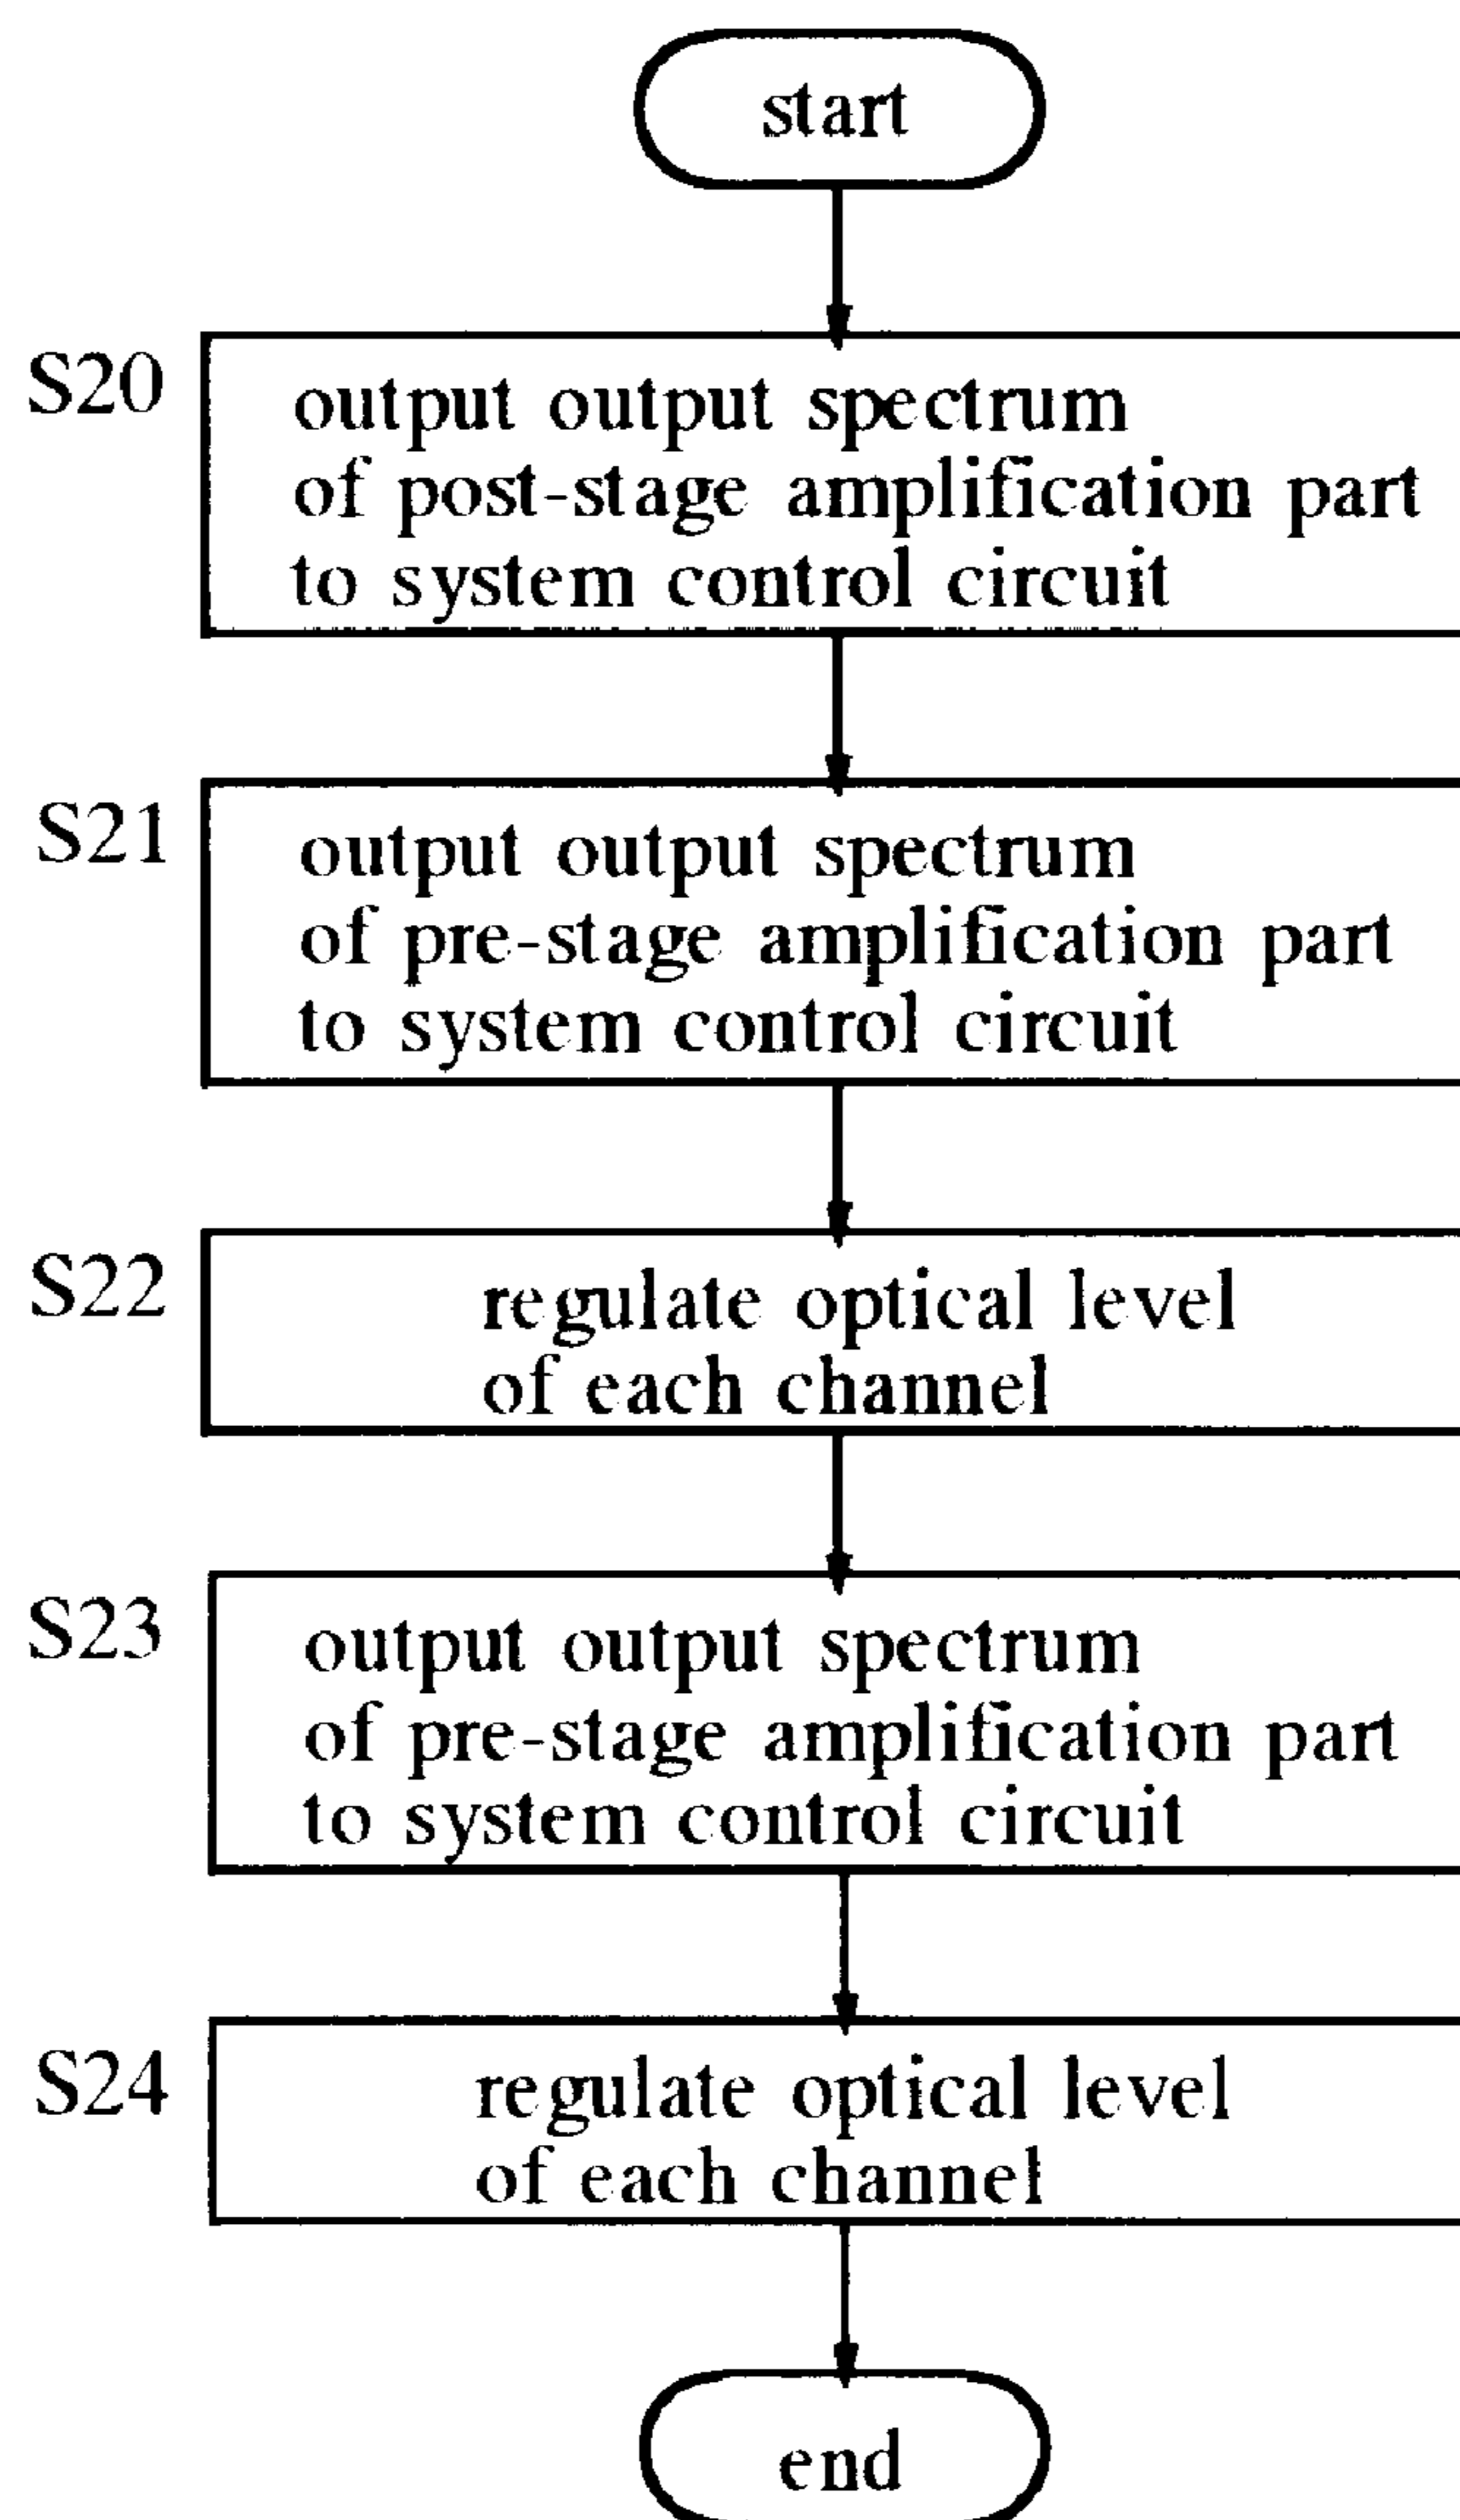 start
S20
output output spectrum
of post-stage amplification part
to system control circuit
S21
output output spectrum
of pre-stage amplification part
to system control circuit
S22
regulate optical level
of each channel
S23
output output spectrum
of pre-stage amplification part
to system control circuit
S24
regulate optical level
of each channel
end